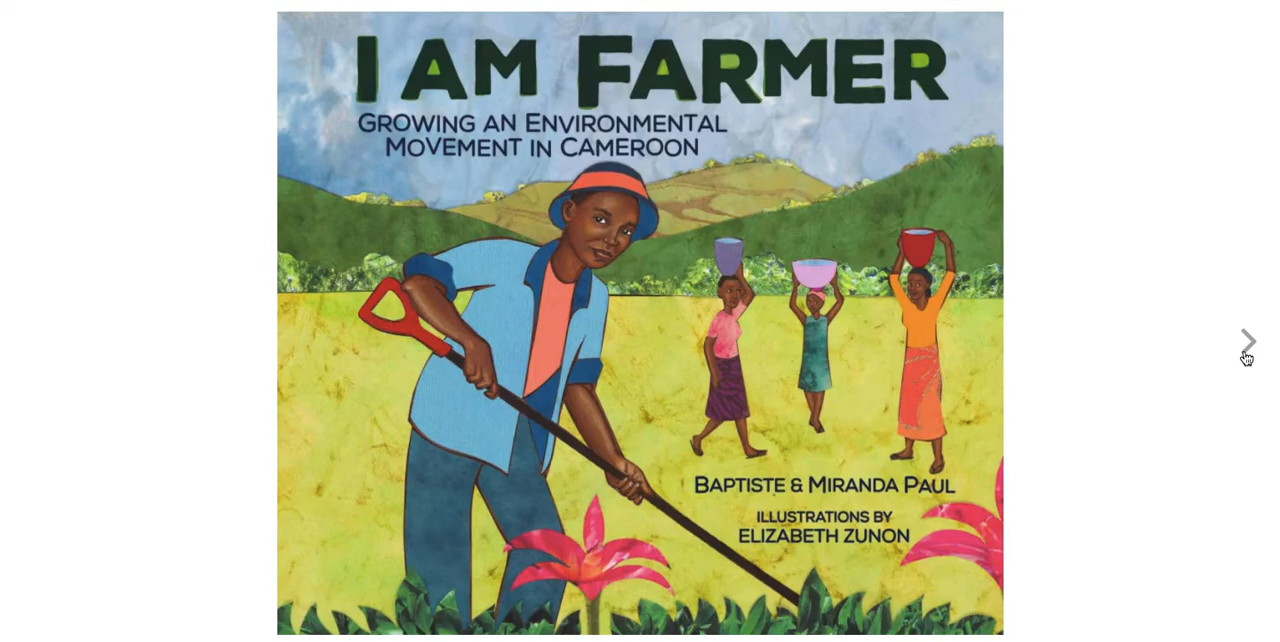 I AM FARMER
GROWING AN ENVIRONMENTAL
MOVEMENT IN CAMEROON
BAPTISTE & MIRANDA PAUL
ILLUSTRATIONS BY
ELIZABETH ZUNON